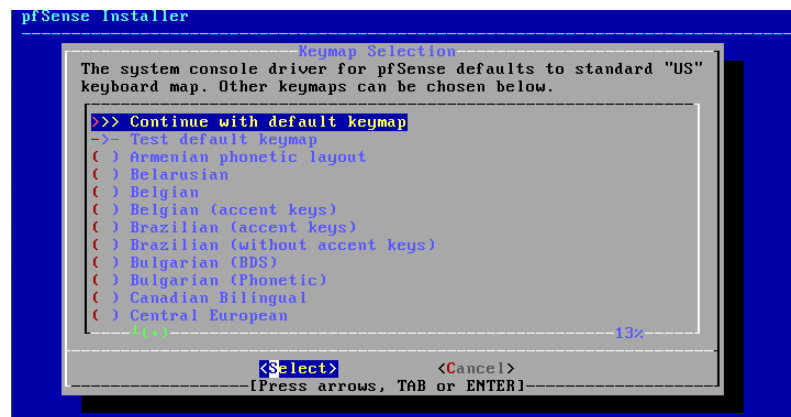 pfSense Installer
Keymap Selection
The system console driver for pfSense defaults to standard "US"
keyboard map. Other keymaps can be chosen below.
>>> Continue with default keymap
->- Test default keymap
( ) Armenian phonetic layout
( ) Belarusian
( ) Belgian
( ) Belgian (accent keys)
( ) Brazilian (accent keys)
( ) Brazilian (without accent keys)
( ) Bulgarian (BDS)
( ) Bulgarian (Phonetic)
( ) Canadian Bilingual
( ) Central European
(+) 13%
<Select> <Cancel>
[Press arrows, TAB or ENTER]